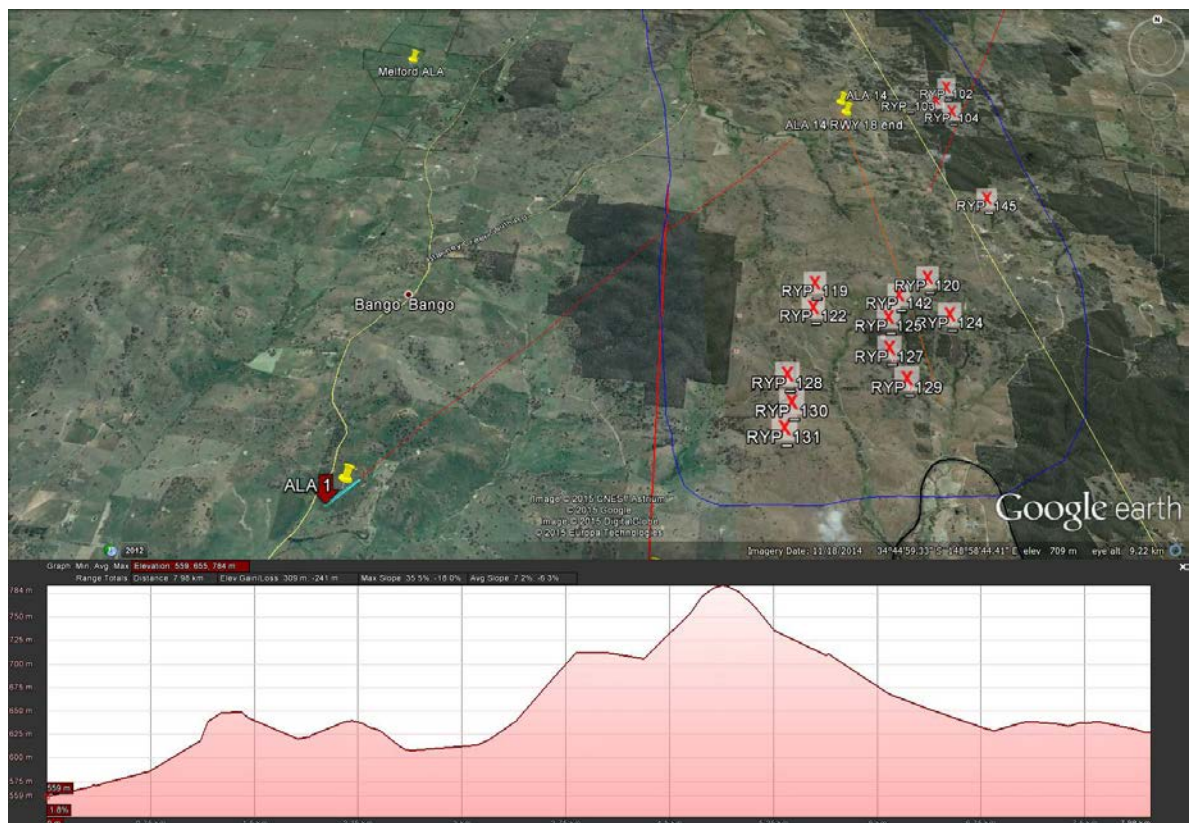 N
Melford ALA
ALA 14
RYP_102
RYP_103
RYP_104
ALA 14 RWY 18 end
RYP_145
Bango Bango
RYP_119
RYP_120
RYP_142
RYP_122
RYP_125
RYP_124
RYP_127
RYP_128
RYP_129
RYP_130
RYP_131
ALA 1
Image © 2015 CNES / Astrium
© 2015 Google
Image © 2015 DigitalGlobe
© 2015 Europa Technologies
Google earth
2012
Imagery Date: 11/18/2014 34°44'59.33" S 148°58'44.41" E elev 709 m eye alt 9.22 km
Graph: Min, Avg, Max Elevation: 559, 655, 784 m
Range Totals: Distance: 7.98 km Elev Gain/Loss: 309 m, -241 m Max Slope: 35.5%, -18.0% Avg Slope: 7.2%, -6.3%
784 m
750 m
725 m
700 m
675 m
650 m
625 m
600 m
575 m
559 m
559 m
1.8%